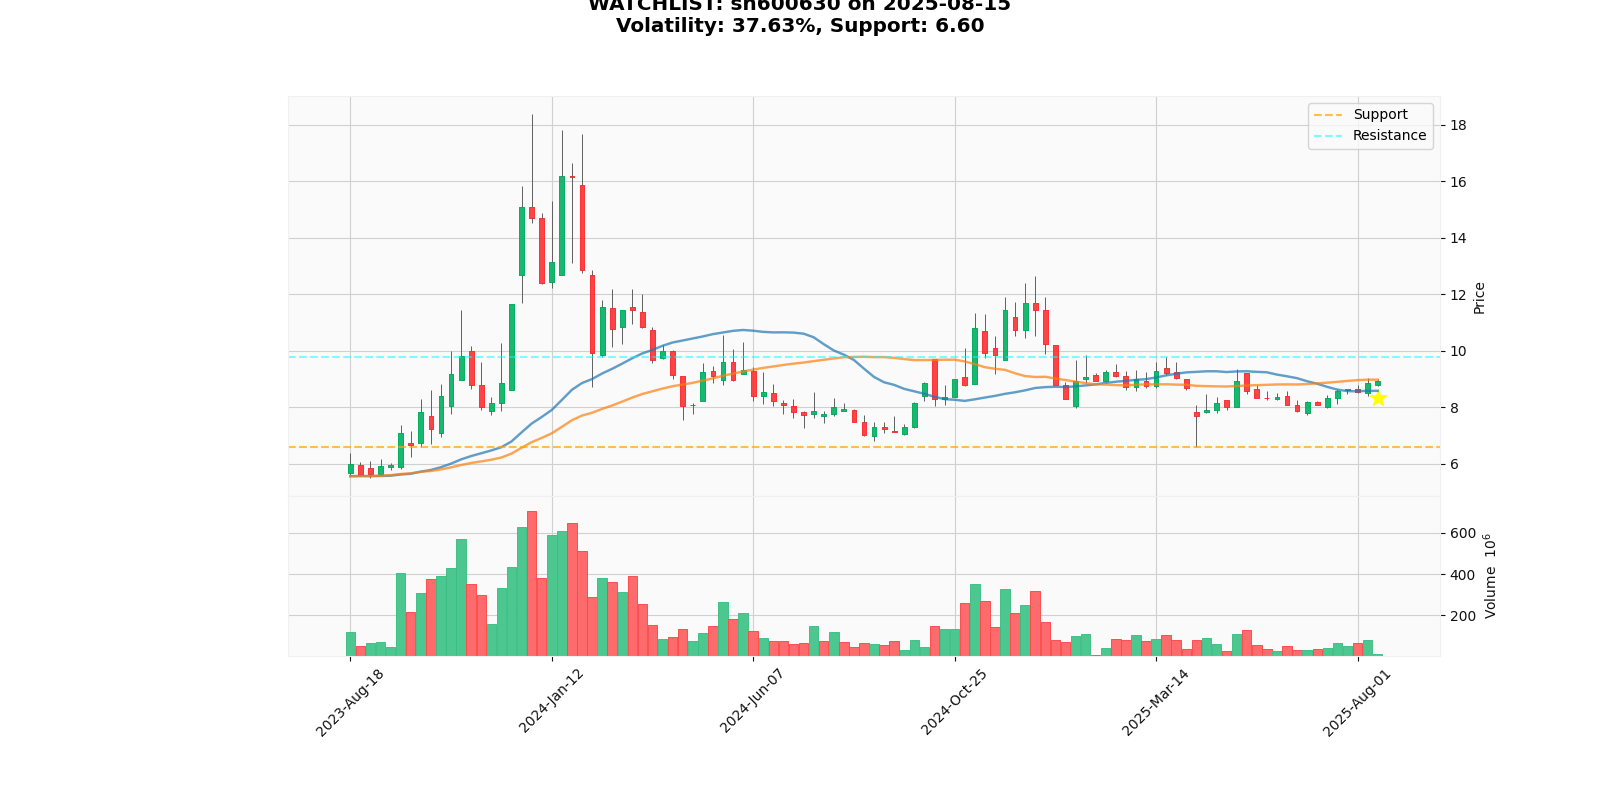 WATCHLIST: sh600630 on 2025-08-15
Volatility: 37.63%, Support: 6.60
Support
Resistance
18
16
14
12
10
8
6
Price
600
400
200
Volume 10^6
2023-Aug-18
2024-Jan-12
2024-Jun-07
2024-Oct-25
2025-Mar-14
2025-Aug-01